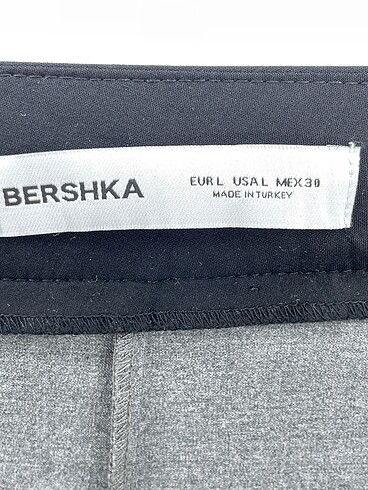 BERSHKA
EUR L USA L MEX 30
MADE IN TURKEY